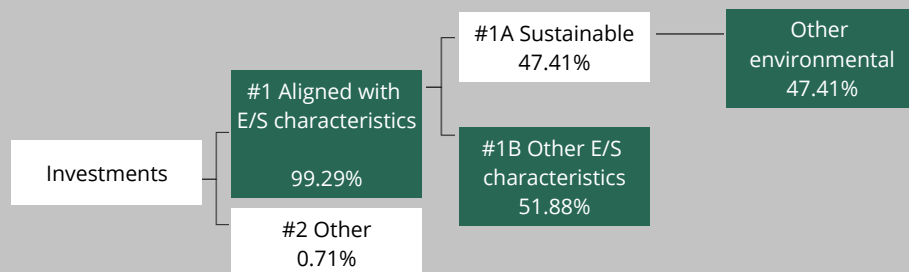 Investments
#1 Aligned with
E/S characteristics
99.29%
#2 Other
0.71%
#1A Sustainable
47.41%
#1B Other E/S
characteristics
51.88%
Other
environmental
47.41%